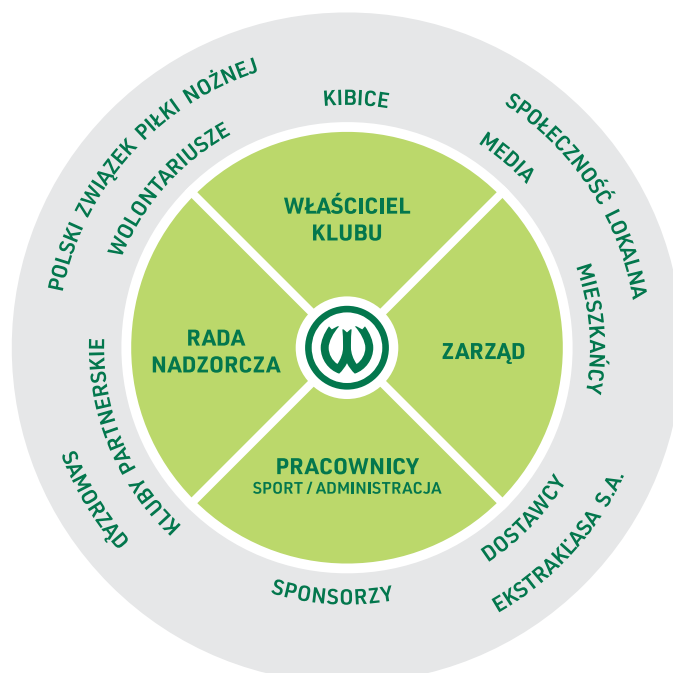 POLSKI ZWIĄZEK PIŁKI NOŻNEJ
WOLONTARIUSZE
KIBICE
MEDIA
SPOŁECZNOŚĆ LOKALNA
MIESZKAŃCY
WŁAŚCICIEL
KLUBU
RADA
NADZORCZA
ZARZĄD
PRACOWNICY
SPORT / ADMINISTRACJA
KLUBY PARTNERSKIE
SAMORZĄD
SPONSORZY
DOSTAWCY
EKSTRAKLASA S.A.